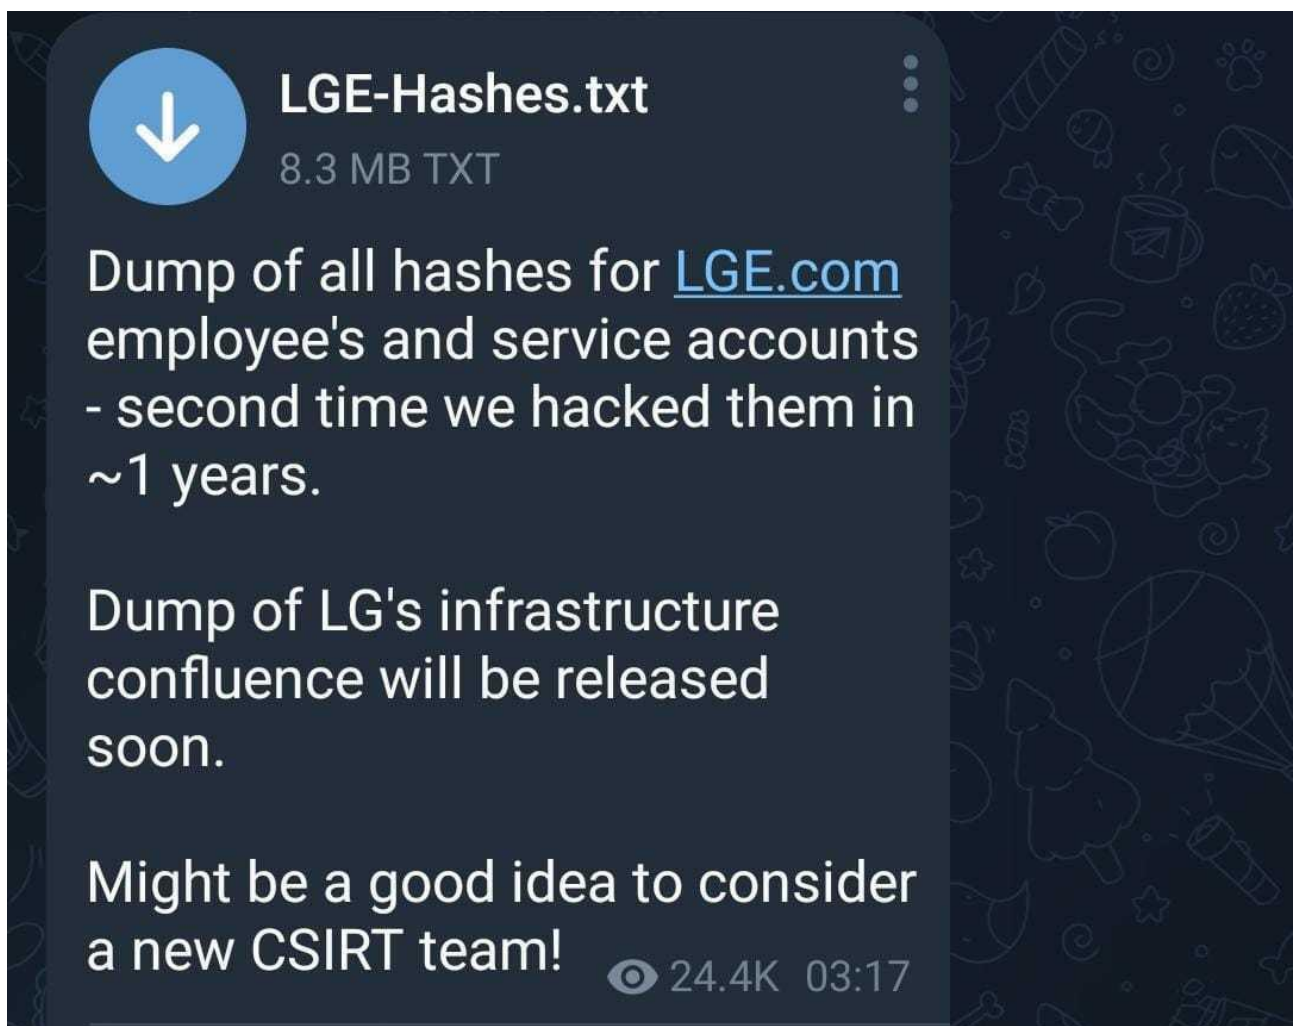 LGE-Hashes.txt
8.3 MB TXT
Dump of all hashes for LGE.com
employee's and service accounts
- second time we hacked them in
~1 years.
Dump of LG's infrastructure
confluence will be released
soon.
Might be a good idea to consider
a new CSIRT team!
24.4K 03:17